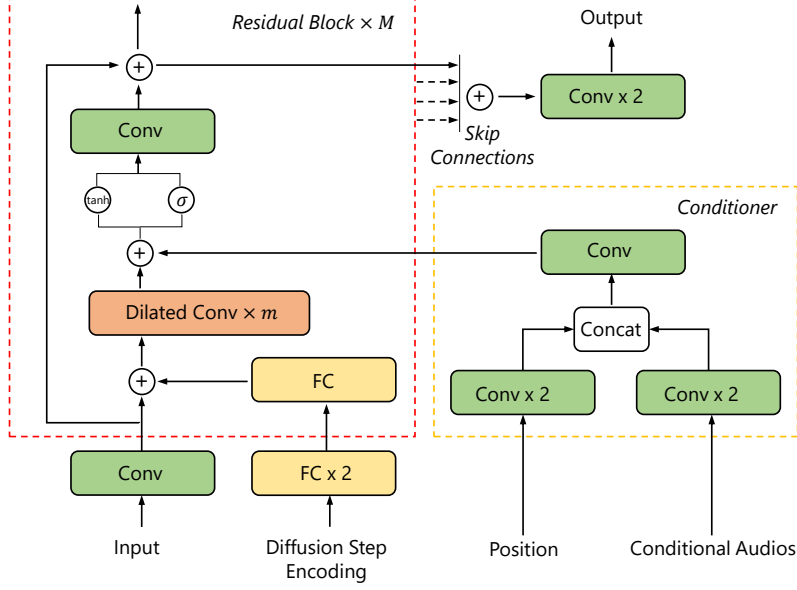 Residual Block × M
Output
+
+
Conv x 2
Conv
Skip
Connections
tanh
σ
Conditioner
+
Conv
Dilated Conv × m
Concat
+
FC
Conv x 2
Conv x 2
Conv
FC x 2
Input
Diffusion Step
Encoding
Position
Conditional Audios